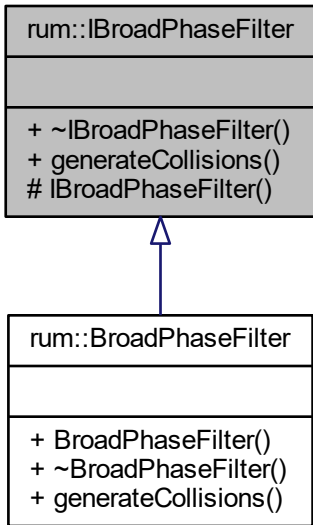 rum::IBroadPhaseFilter
+ ~IBroadPhaseFilter()
+ generateCollisions()
# IBroadPhaseFilter()
rum::BroadPhaseFilter
+ BroadPhaseFilter()
+ ~BroadPhaseFilter()
+ generateCollisions()